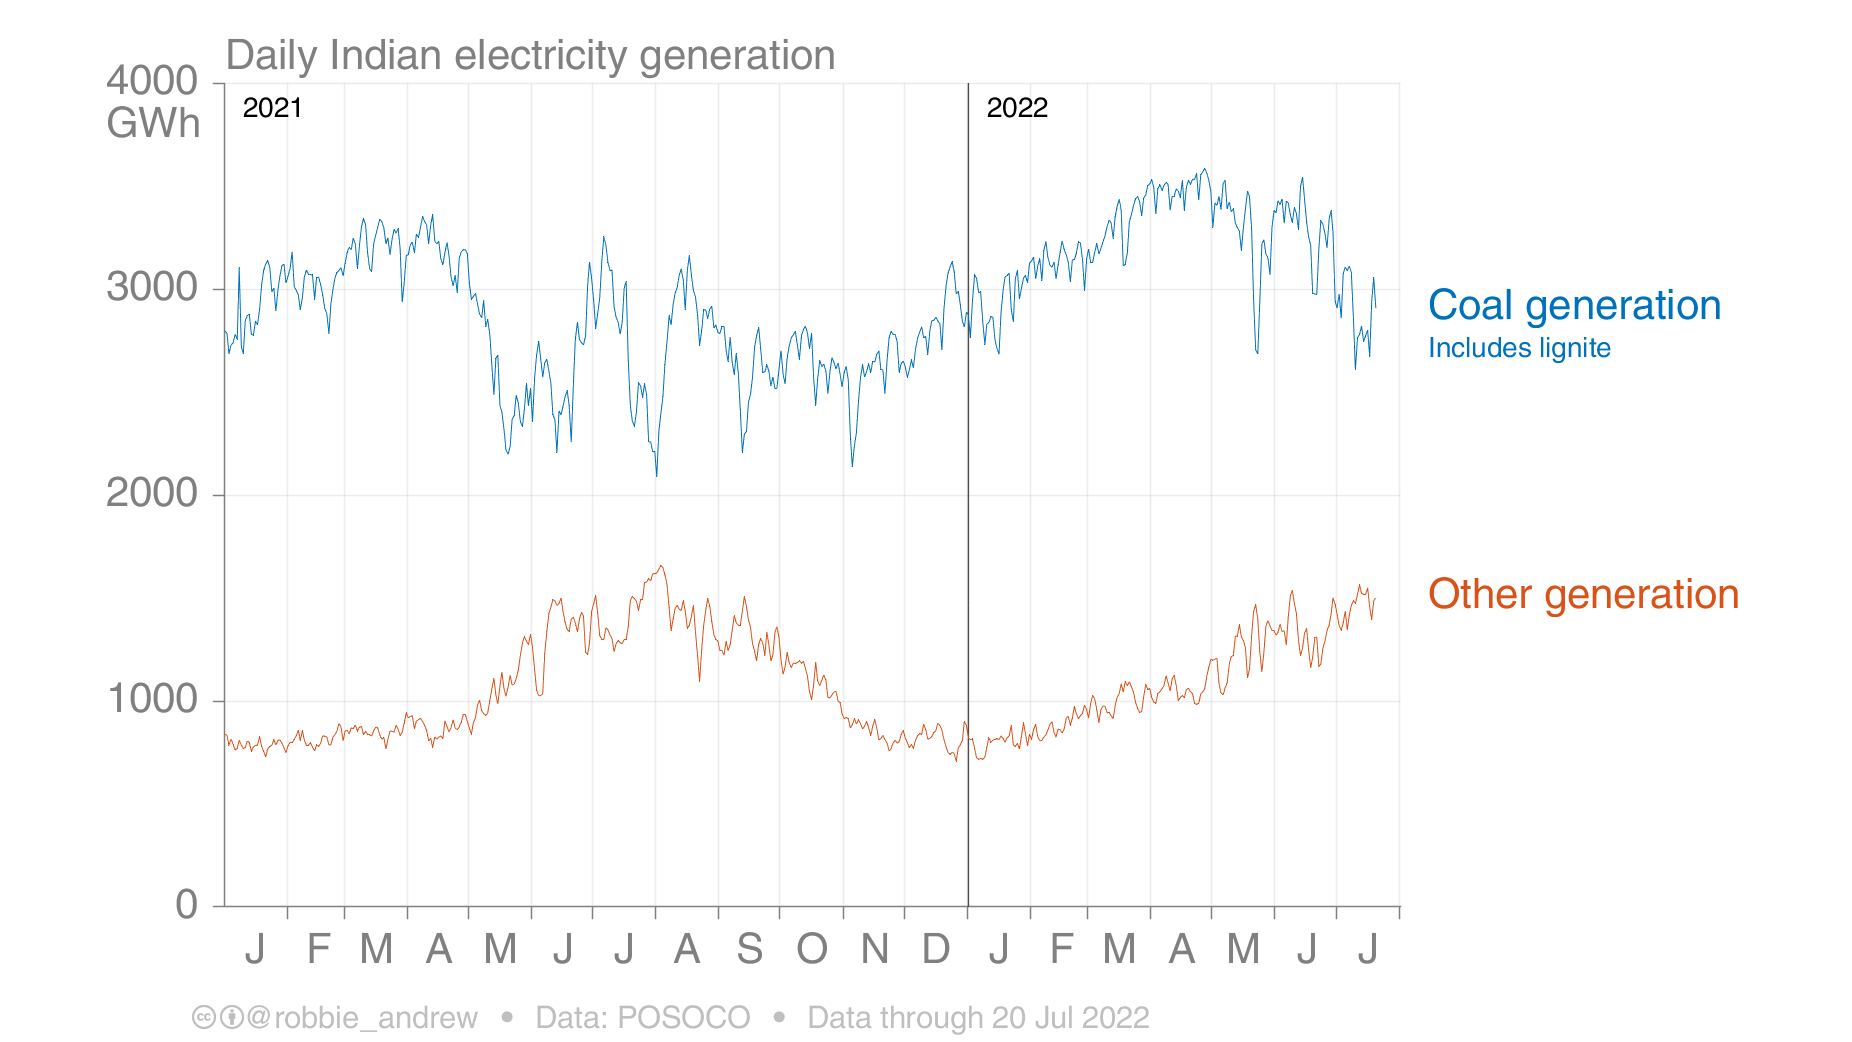 Daily Indian electricity generation
4000
GWh
2021
2022
3000
Coal generation
Includes lignite
2000
Other generation
1000
0
J F M A M J J A S O N D J F M A M J J
@robbie_andrew • Data: POSOCO • Data through 20 Jul 2022